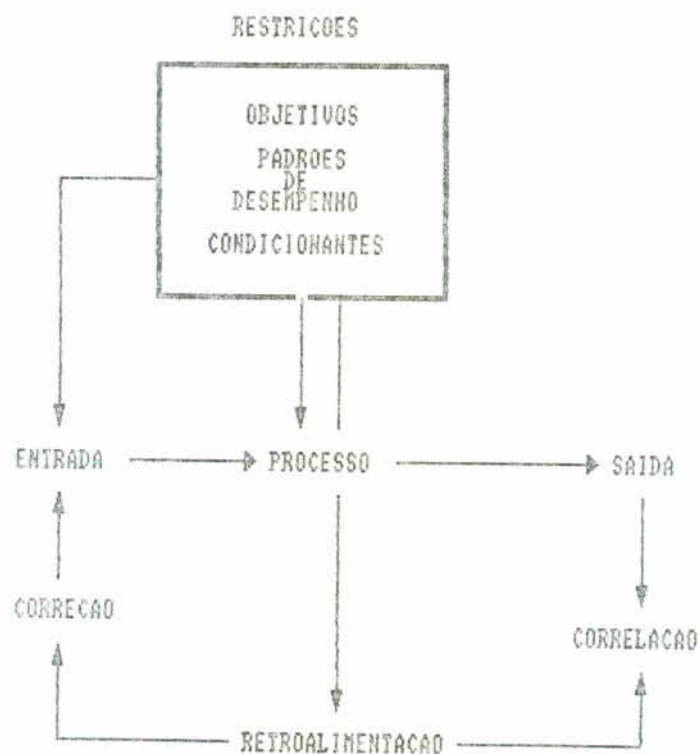 RESTRICOES
OBJETIVOS
PADROES
DE
DESEMPENHO
CONDICIONANTES
ENTRADA
PROCESSO
SAIDA
CORRECAO
CORRELACAO
RETROALIMENTACAO